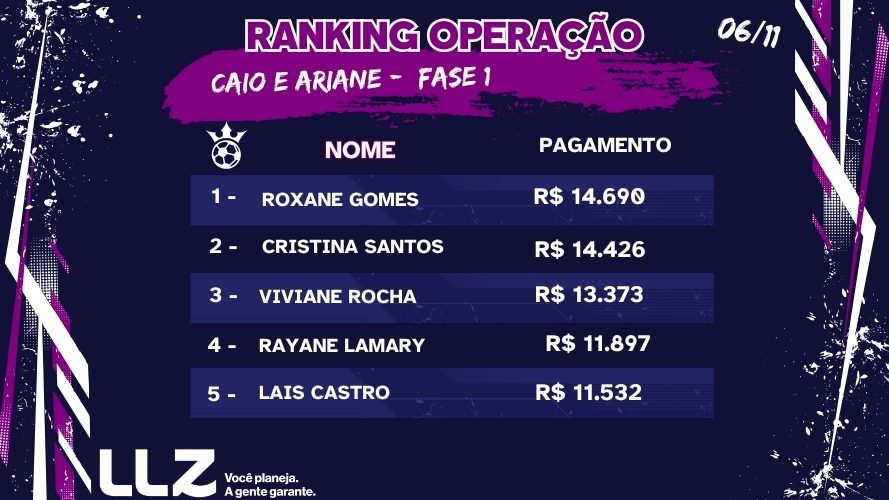 RANKING OPERAÇÃO
06/11
CAIO E ARIANE - FASE 1
NOME PAGAMENTO
1 - ROXANE GOMES R$ 14.690
2 - CRISTINA SANTOS R$ 14.426
3 - VIVIANE ROCHA R$ 13.373
4 - RAYANE LAMARY R$ 11.897
5 - LAIS CASTRO R$ 11.532
LLZ
Você planeja.
A gente garante.